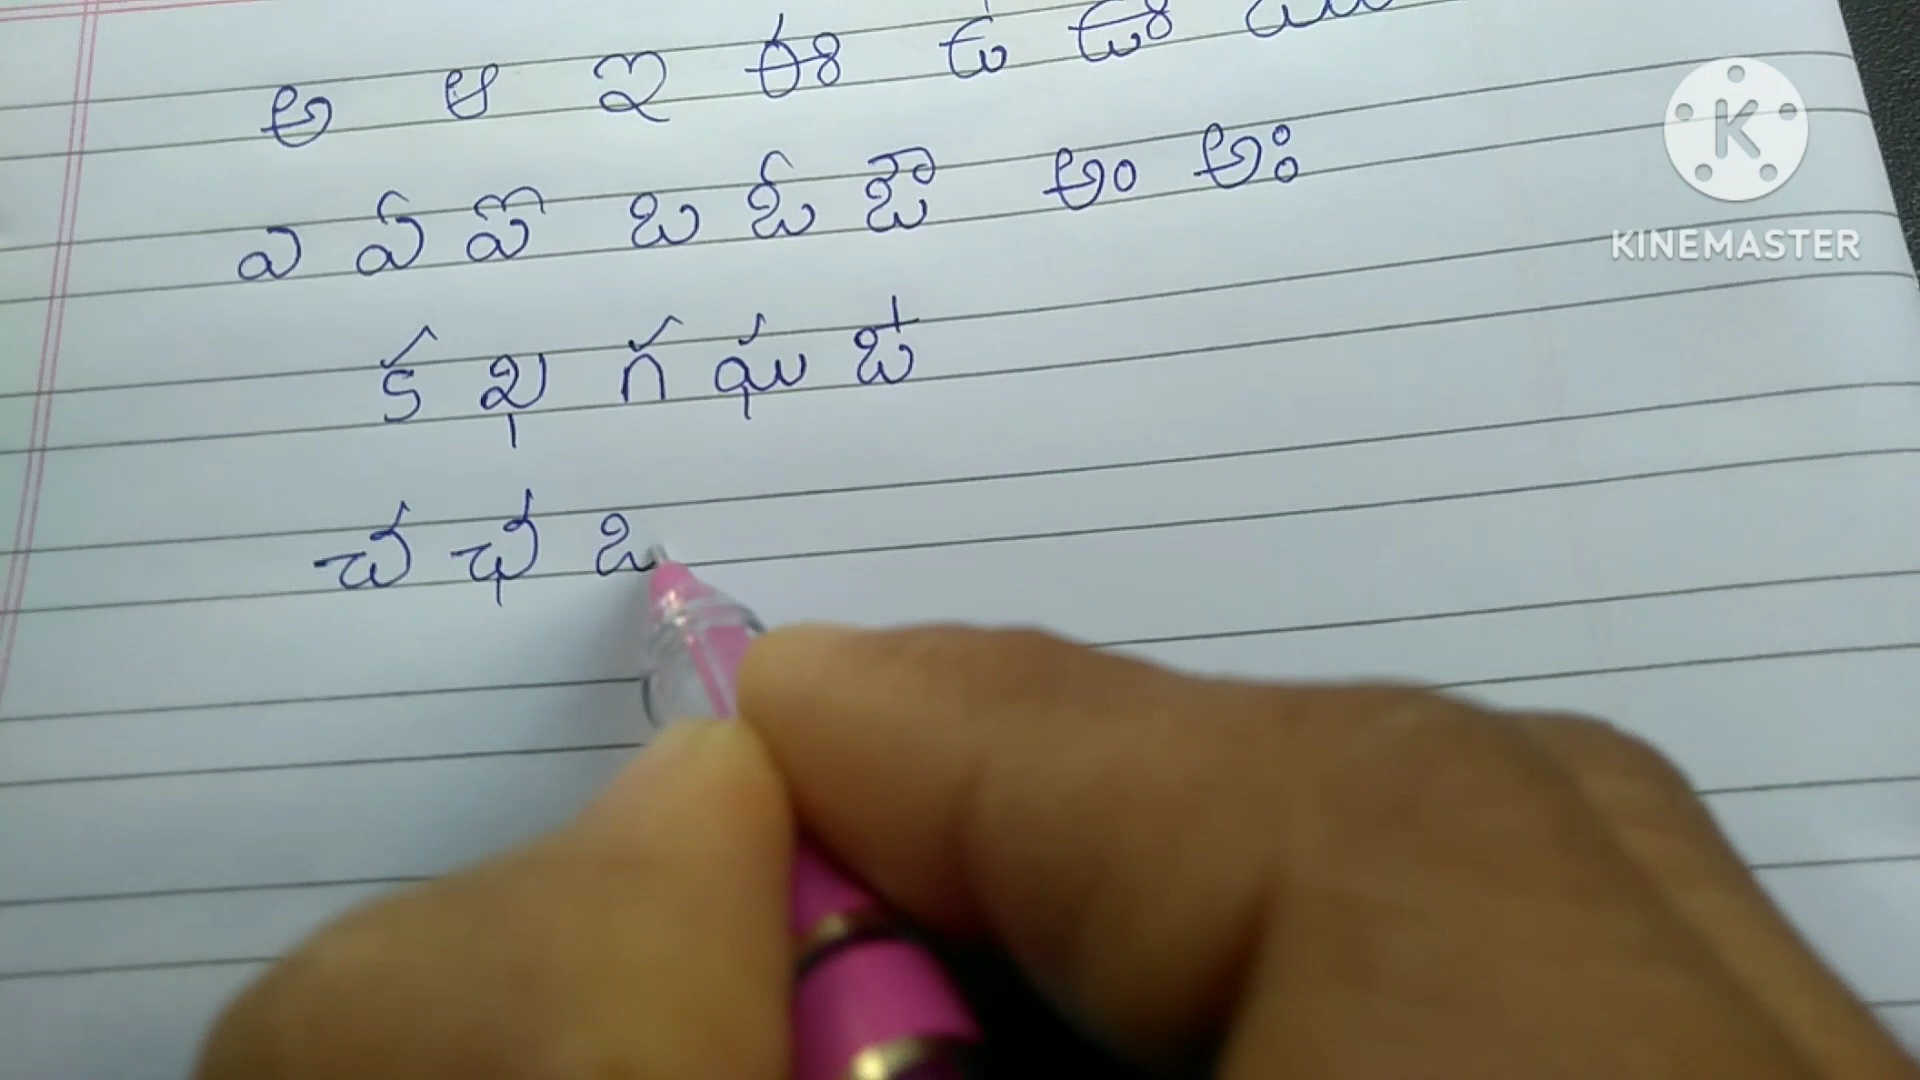 అ ఆ ఇ ఈ ఉ ఊ
ఎ ఏ ఐ ఒ ఓ ఔ అం అః
క ఖ గ ఘ ఙ
చ ఛ
KINEMASTER